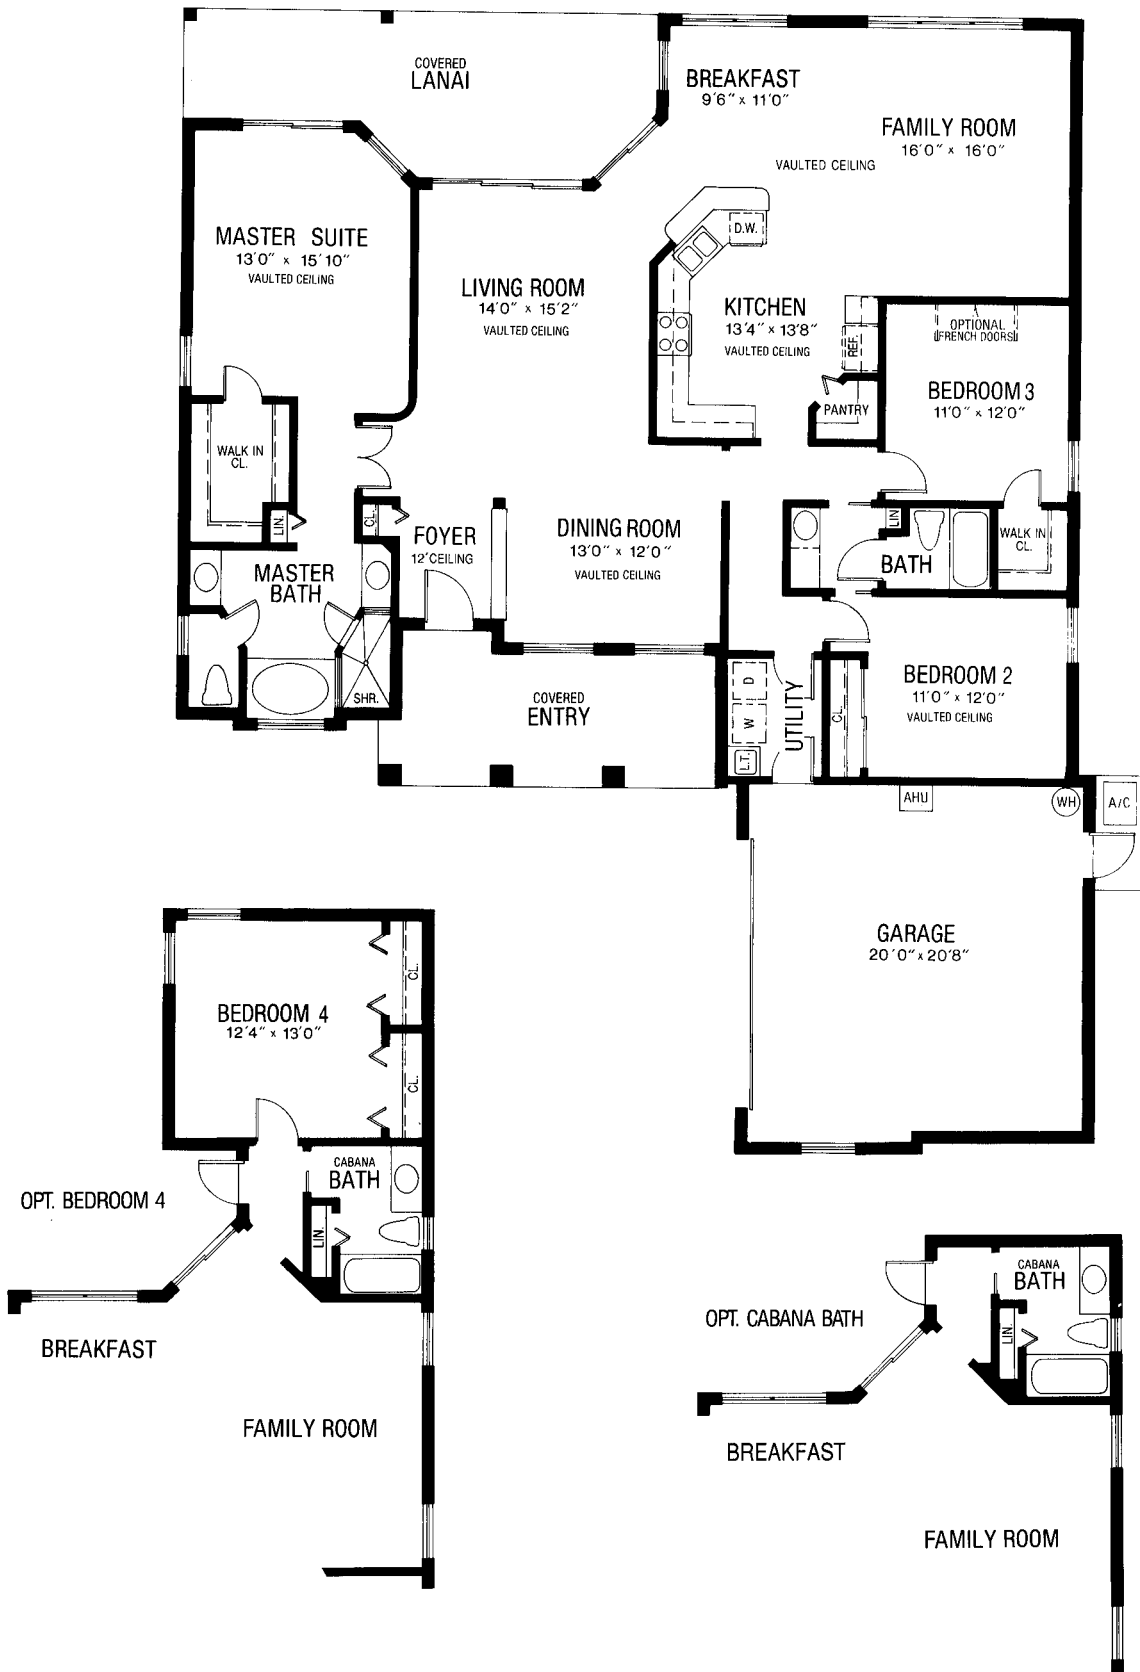 COVERED
LANAI
BREAKFAST
9'6" x 11'0"
FAMILY ROOM
16'0" x 16'0"
VAULTED CEILING
MASTER SUITE
13'0" x 15'10"
VAULTED CEILING
D.W.
LIVING ROOM
14'0" x 15'2"
VAULTED CEILING
KITCHEN
13'4" x 13'8"
VAULTED CEILING
REF.
OPTIONAL
FRENCH DOORS
BEDROOM 3
11'0" x 12'0"
PANTRY
WALK IN
CL.
LIN.
CL.
FOYER
12' CEILING
DINING ROOM
13'0" x 12'0"
VAULTED CEILING
LIN
BATH
WALK IN
CL.
MASTER
BATH
SHR.
COVERED
ENTRY
D
W
L.T.
UTILITY
CL.
BEDROOM 2
11'0" x 12'0"
VAULTED CEILING
AHU
WH
A/C
GARAGE
20'0" x 20'8"
BEDROOM 4
12'4" x 13'0"
CL.
CL.
CABANA
BATH
LIN.
OPT. BEDROOM 4
BREAKFAST
FAMILY ROOM
CABANA
BATH
LIN.
OPT. CABANA BATH
BREAKFAST
FAMILY ROOM